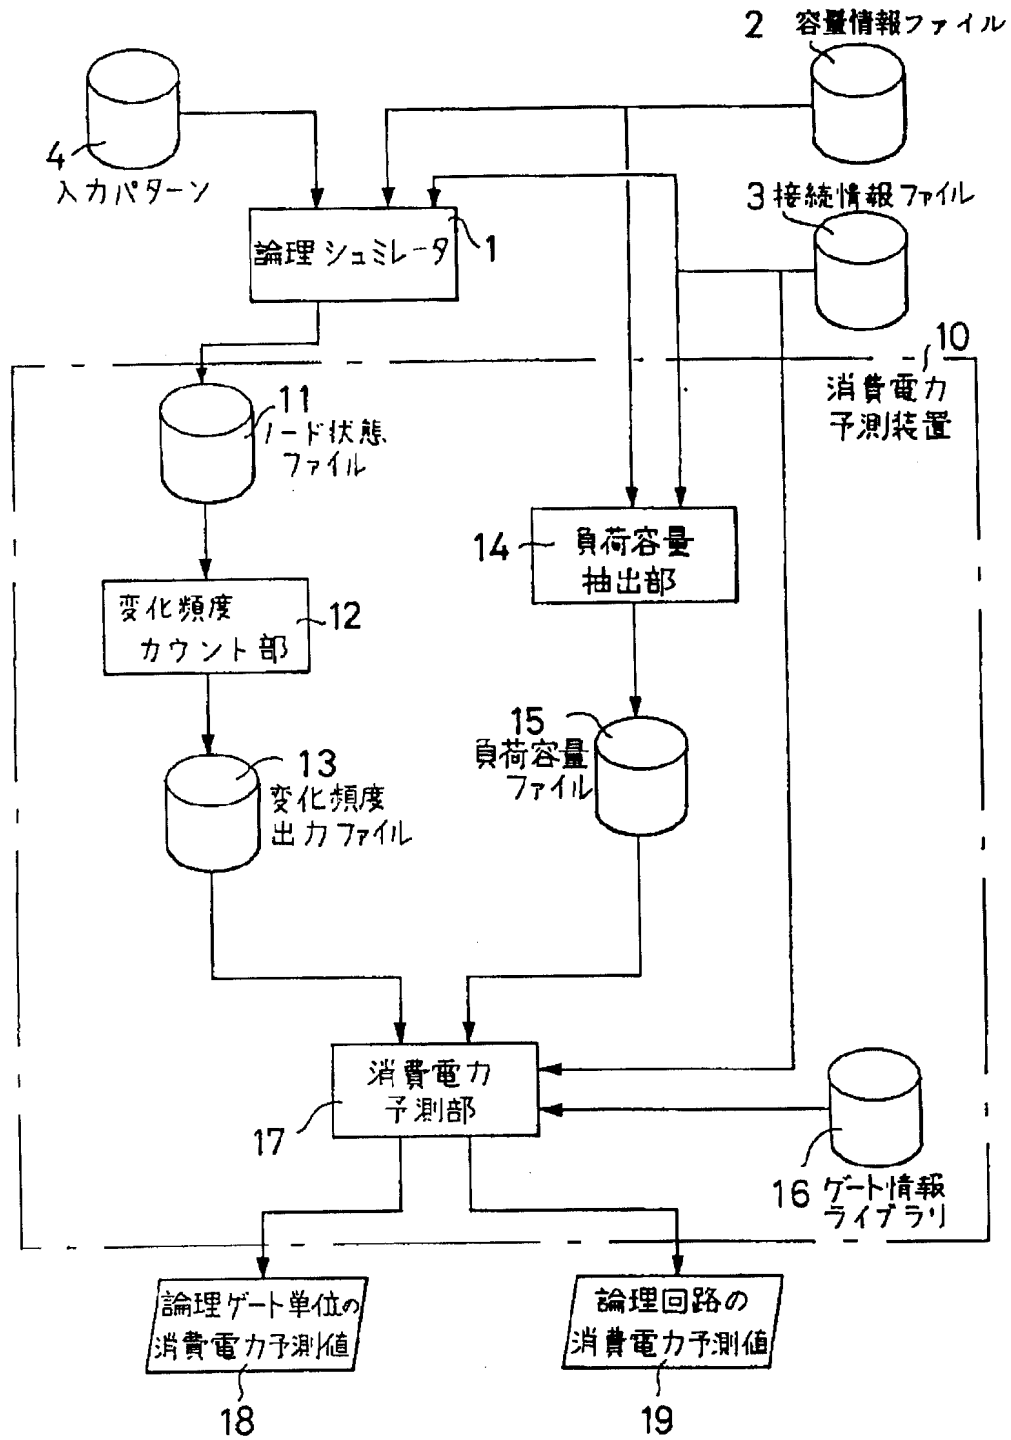 2 容量情報ファイル
4
入力パターン
3 接続情報ファイル
論理シュミレータ
1
10
消費電力
予測装置
11
ノード状態
ファイル
14
負荷容量
抽出部
変化頻度
カウント部
12
15
負荷容量
ファイル
13
変化頻度
出力ファイル
消費電力
予測部
17
16 ゲート情報
ライブラリ
論理ゲート単位の
消費電力予測値
18
論理回路の
消費電力予測値
19